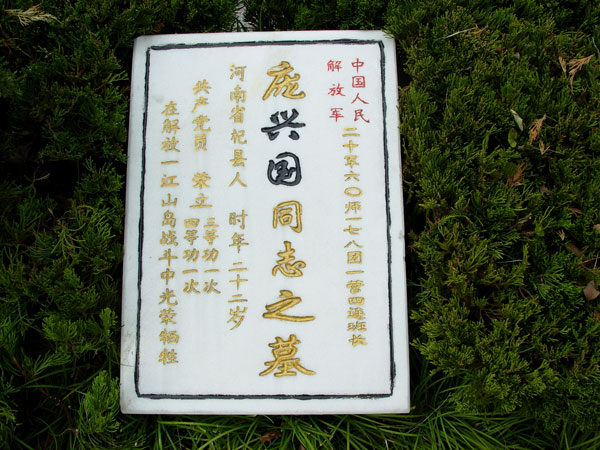 中国人民
解放军
二十军六〇师一七八团一营四连班长
庞兴国同志之墓
河南省杞县人 时年二十二岁
共产党员 荣立
三等功一次
四等功一次
在解放一江山岛战斗中光荣牺牲